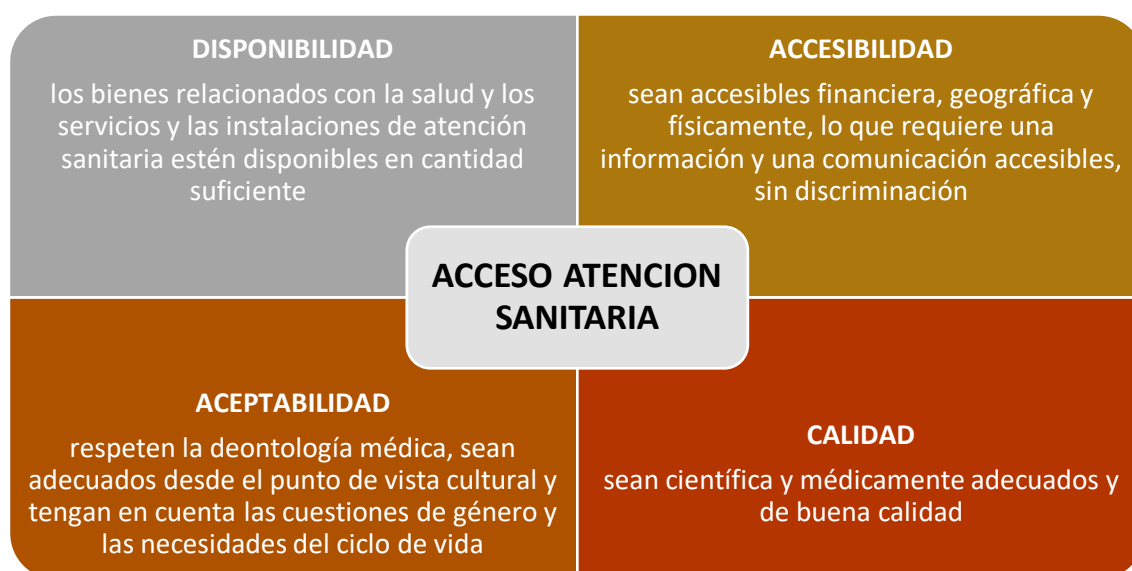 DISPONIBILIDAD
los bienes relacionados con la salud y los
servicios y las instalaciones de atención
sanitaria estén disponibles en cantidad
suficiente
ACCESIBILIDAD
sean accesibles financiera, geográfica y
físicamente, lo que requiere una
información y una comunicación accesibles,
sin discriminación
ACCESO ATENCION
SANITARIA
ACEPTABILIDAD
respeten la deontología médica, sean
adecuados desde el punto de vista cultural y
tengan en cuenta las cuestiones de género y
las necesidades del ciclo de vida
CALIDAD
sean científica y médicamente adecuados y
de buena calidad